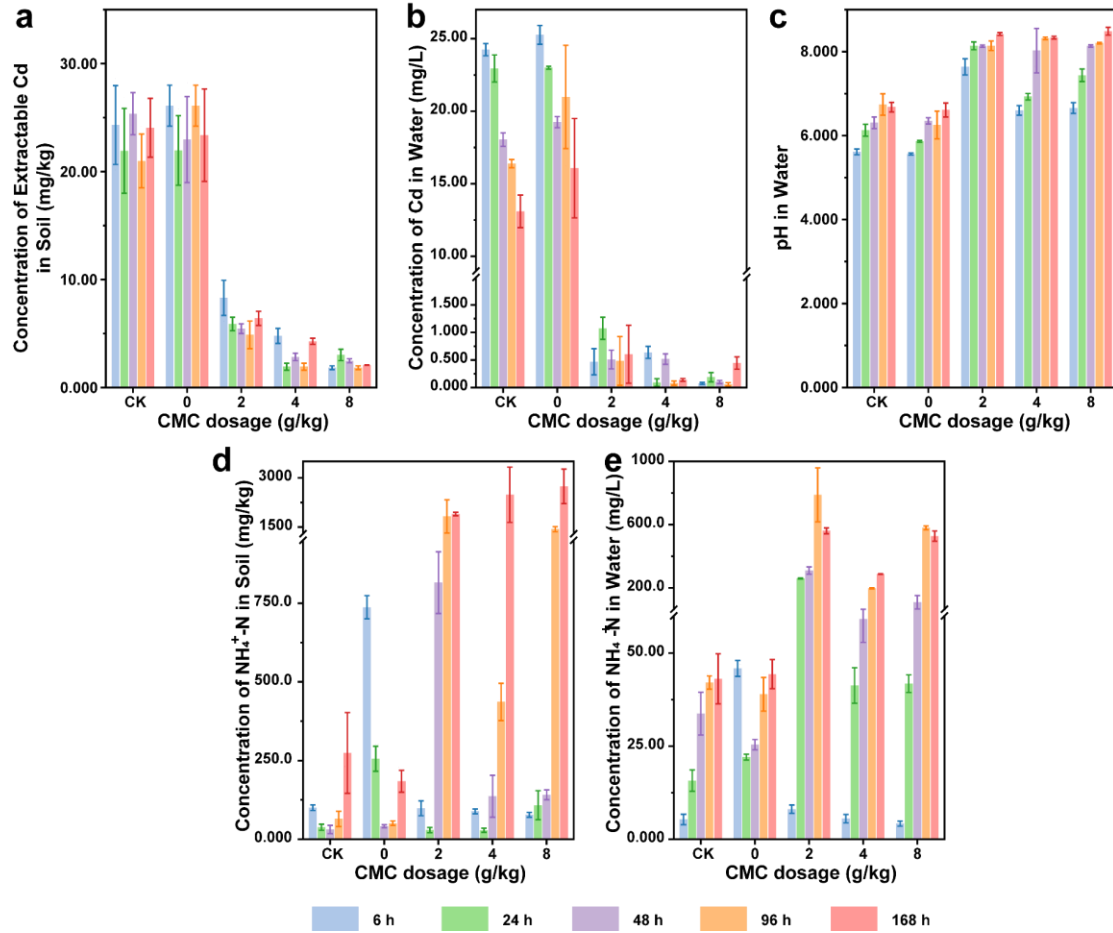 a
Concentration of Extractable Cd
in Soil (mg/kg)
30.00
20.00
10.00
0.000
CK 0 2 4 8
CMC dosage (g/kg)
b
Concentration of Cd in Water (mg/L)
25.00
20.00
15.00
10.00
1.500
1.000
0.500
0.000
CK 0 2 4 8
CMC dosage (g/kg)
c
pH in Water
8.000
6.000
4.000
2.000
0.000
CK 0 2 4 8
CMC dosage (g/kg)
d
Concentration of NH₄⁺-N in Soil (mg/kg)
3000
1500
750.0
500.0
250.0
0.000
CK 0 2 4 8
CMC dosage (g/kg)
e
Concentration of NH₄⁺-N in Water (mg/L)
1000
600.0
200.0
50.00
25.00
0.000
CK 0 2 4 8
CMC dosage (g/kg)
6 h 24 h 48 h 96 h 168 h